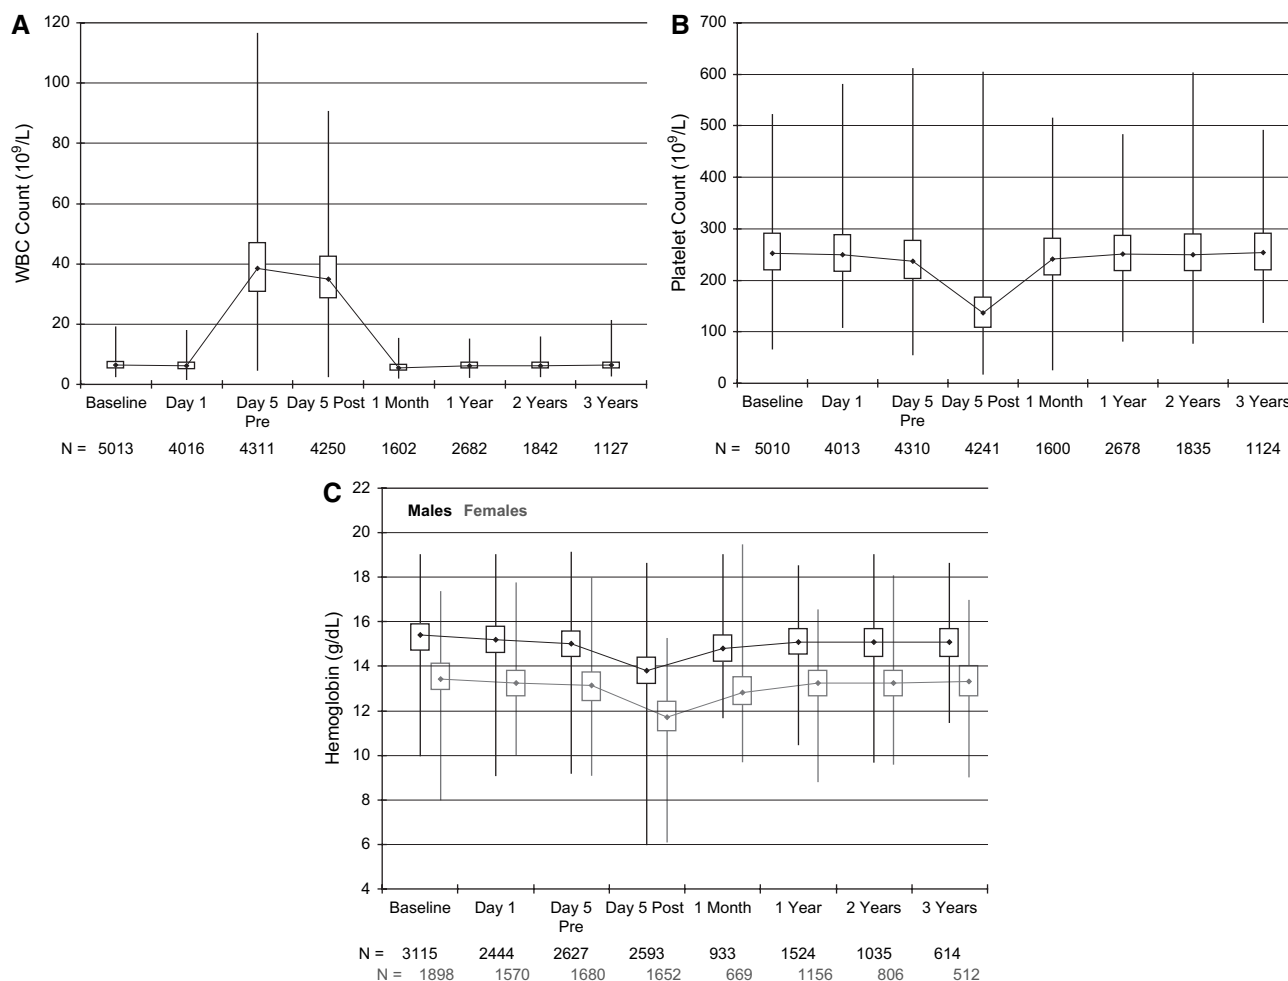 A
WBC Count (10⁹/L)
120
100
80
60
40
20
0
Baseline Day 1 Day 5 Pre Day 5 Post 1 Month 1 Year 2 Years 3 Years
N = 5013 4016 4311 4250 1602 2682 1842 1127
B
Platelet Count (10⁹/L)
700
600
500
400
300
200
100
0
Baseline Day 1 Day 5 Pre Day 5 Post 1 Month 1 Year 2 Years 3 Years
N = 5010 4013 4310 4241 1600 2678 1835 1124
C
Males Females
Hemoglobin (g/dL)
22
20
18
16
14
12
10
8
6
4
Baseline Day 1 Day 5 Pre Day 5 Post 1 Month 1 Year 2 Years 3 Years
N = 3115 2444 2627 2593 933 1524 1035 614
N = 1898 1570 1680 1652 669 1156 806 512